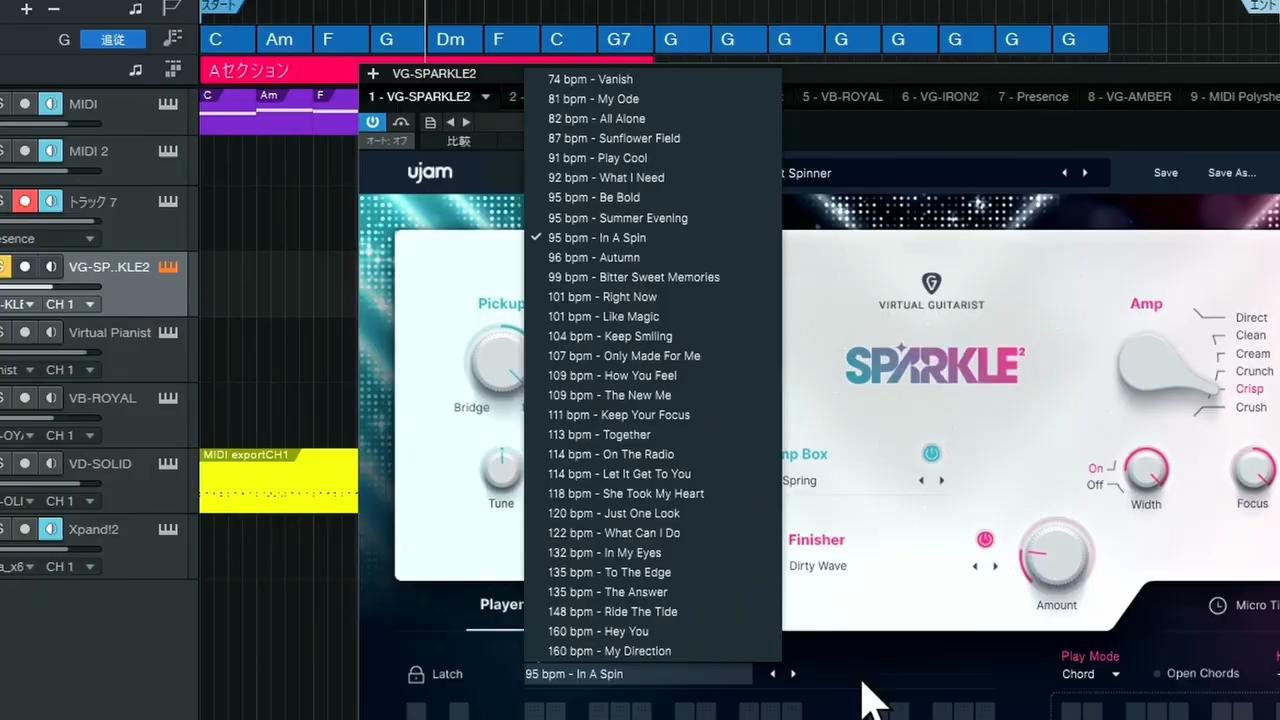 スタート
エンド
G 追従
C Am F G Dm F C G7 G G G G G G G G
Aセクション
C Am F
MIDI
MIDI 2
トラック 7
esence
VG-SP..KLE2
-KLE CH 1
Virtual Pianist
nist CH 1
VB-ROYAL
-OY CH 1
MIDI exportCH1
VD-SOLID
-OLI CH 1
Xpand!2
a_x6 CH 1
VG-SPARKLE2
1 - VG-SPARKLE2
2 -
5 - VB-ROYAL
6 - VG-IRON2
7 - Presence
8 - VG-AMBER
9 - MIDI Polyshe
オート: オフ
比較
ujam
t Spinner
Save
Save As...
74 bpm - Vanish
81 bpm - My Ode
82 bpm - All Alone
87 bpm - Sunflower Field
91 bpm - Play Cool
92 bpm - What I Need
95 bpm - Be Bold
95 bpm - Summer Evening
95 bpm - In A Spin
96 bpm - Autumn
99 bpm - Bitter Sweet Memories
101 bpm - Right Now
101 bpm - Like Magic
104 bpm - Keep Smiling
107 bpm - Only Made For Me
109 bpm - How You Feel
109 bpm - The New Me
111 bpm - Keep Your Focus
113 bpm - Together
114 bpm - On The Radio
114 bpm - Let It Get To You
118 bpm - She Took My Heart
120 bpm - Just One Look
122 bpm - What Can I Do
132 bpm - In My Eyes
135 bpm - To The Edge
135 bpm - The Answer
148 bpm - Ride The Tide
160 bpm - Hey You
160 bpm - My Direction
Pickup
Bridge
Tune
VIRTUAL GUITARIST
SPARKLE2
Amp
Direct
Clean
Cream
Crunch
Crisp
Crush
mp Box
Spring
On
Off
Width
Focus
Finisher
Dirty Wave
Amount
Player
Micro Ti
Latch
95 bpm - In A Spin
Play Mode
Chord
Open Chords